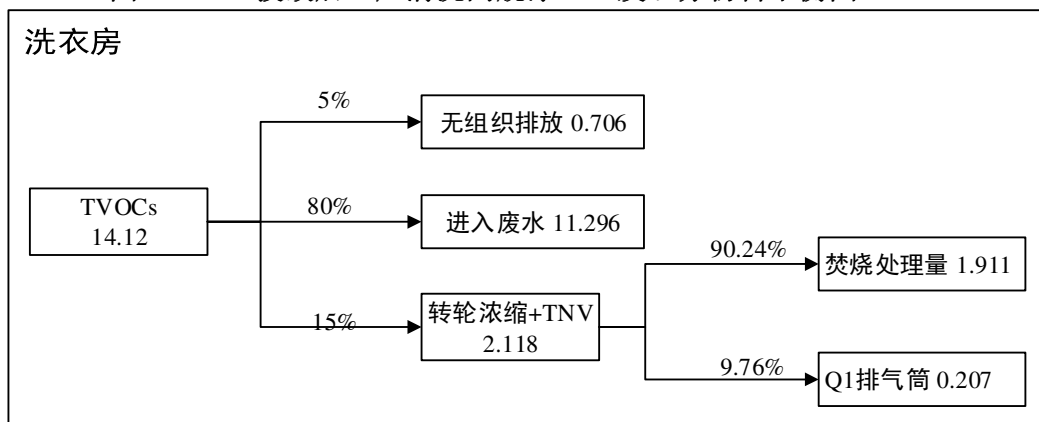 洗衣房
5%
无组织排放 0.706
TVOCs
14.12
80%
进入废水 11.296
90.24%
焚烧处理量 1.911
15%
转轮浓缩+TNV
2.118
9.76%
Q1排气筒 0.207